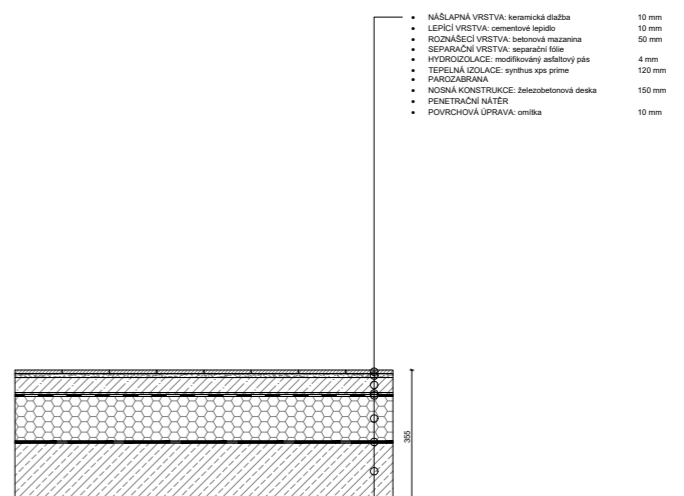 • NÁŠLAPNÁ VRSTVA: keramická dlažba 10 mm
• LEPÍCÍ VRSTVA: cementové lepidlo 10 mm
• ROZNÁŠECÍ VRSTVA: betonová mazanina 50 mm
• SEPARAČNÍ VRSTVA: separační fólie
• HYDROIZOLACE: modifikováný asfaltový pás 4 mm
• TEPELNÁ IZOLACE: synthus xps prime 120 mm
• PAROZABRANA
• NOSNÁ KONSTRUKCE: železobetonová deska 150 mm
• PENETRAČNÍ NÁTĚR
• POVRCHOVÁ ÚPRAVA: omítka 10 mm
355